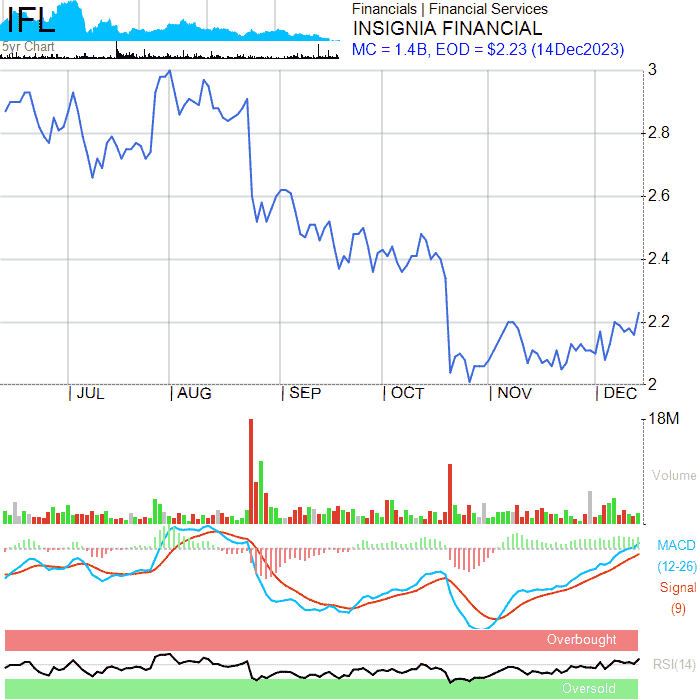 IFL
5yr Chart
Financials | Financial Services
INSIGNIA FINANCIAL
MC = 1.4B, EOD = $2.23 (14Dec2023)
3
2.8
2.6
2.4
2.2
2
JUL AUG SEP OCT NOV DEC
18M
Volume
MACD
(12-26)
Signal
(9)
Overbought
RSI(14)
Oversold